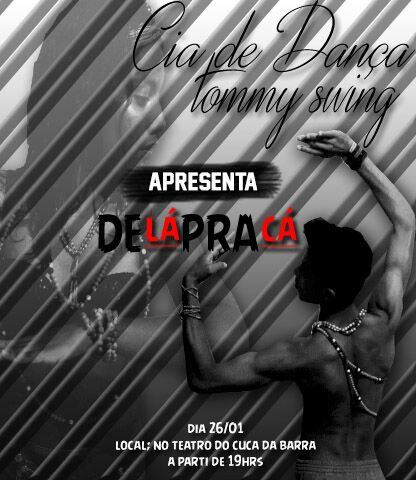 Cia de Dança
tommy swing
APRESENTA
DELÁPRACÁ
DIA 26/01
LOCAL; NO TEATRO DO CUCA DA BARRA
A PARTI DE 19HRS